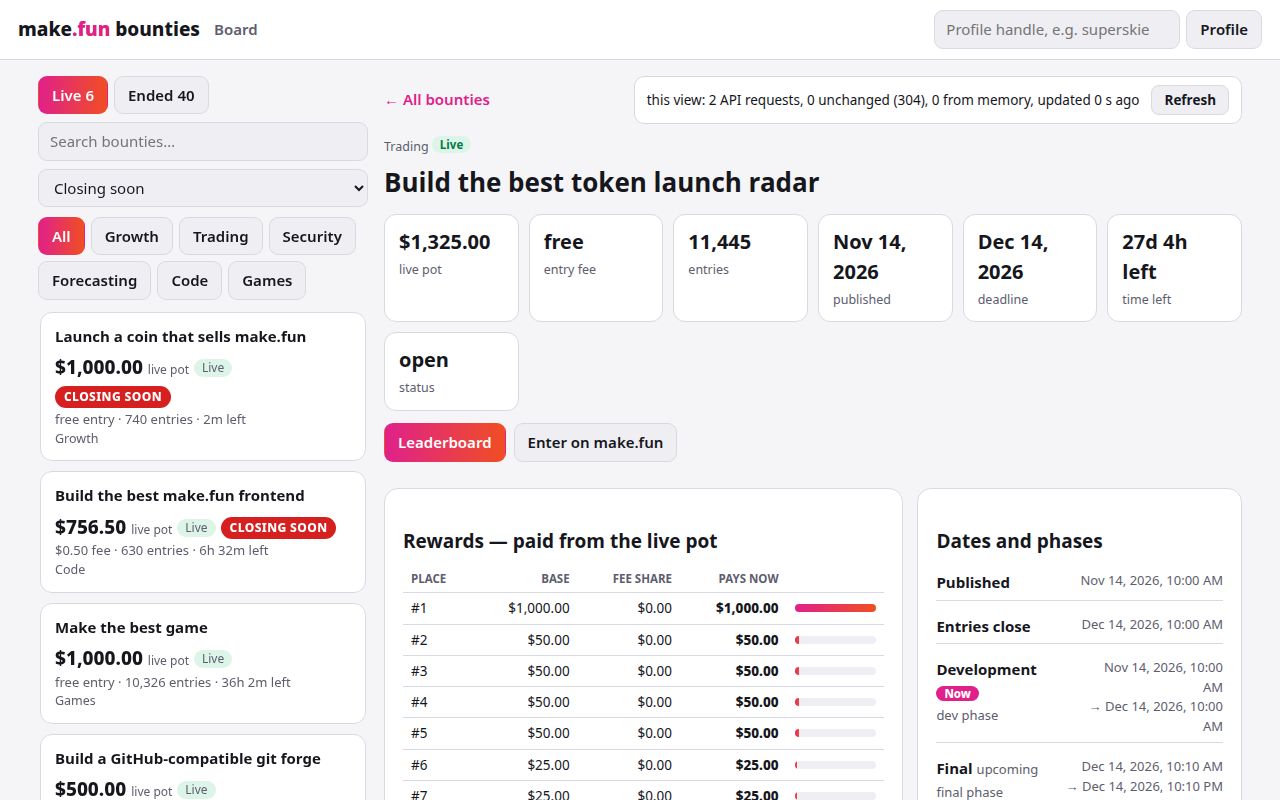 make.fun bounties Board Profile handle, e.g. superskie Profile
Live 6 Ended 40
Search bounties...
Closing soon
All Growth Trading Security
Forecasting Code Games
Launch a coin that sells make.fun
$1,000.00 live pot Live
CLOSING SOON
free entry · 740 entries · 2m left
Growth
Build the best make.fun frontend
$756.50 live pot Live CLOSING SOON
$0.50 fee · 630 entries · 6h 32m left
Code
Make the best game
$1,000.00 live pot Live
free entry · 10,326 entries · 36h 2m left
Games
Build a GitHub-compatible git forge
$500.00 live pot Live
← All bounties
this view: 2 API requests, 0 unchanged (304), 0 from memory, updated 0 s ago Refresh
Trading Live
Build the best token launch radar
$1,325.00
live pot
free
entry fee
11,445
entries
Nov 14,
2026
published
Dec 14,
2026
deadline
27d 4h
left
time left
open
status
Leaderboard Enter on make.fun
Rewards — paid from the live pot
PLACE BASE FEE SHARE PAYS NOW
#1 $1,000.00 $0.00 $1,000.00
#2 $50.00 $0.00 $50.00
#3 $50.00 $0.00 $50.00
#4 $50.00 $0.00 $50.00
#5 $50.00 $0.00 $50.00
#6 $25.00 $0.00 $25.00
#7 $25.00 $0.00 $25.00
Dates and phases
Published Nov 14, 2026, 10:00 AM
Entries close Dec 14, 2026, 10:00 AM
Development Nov 14, 2026, 10:00
AM
Now
→ Dec 14, 2026, 10:00
dev phase
AM
Final upcoming Dec 14, 2026, 10:10 AM
final phase → Dec 14, 2026, 10:10 PM